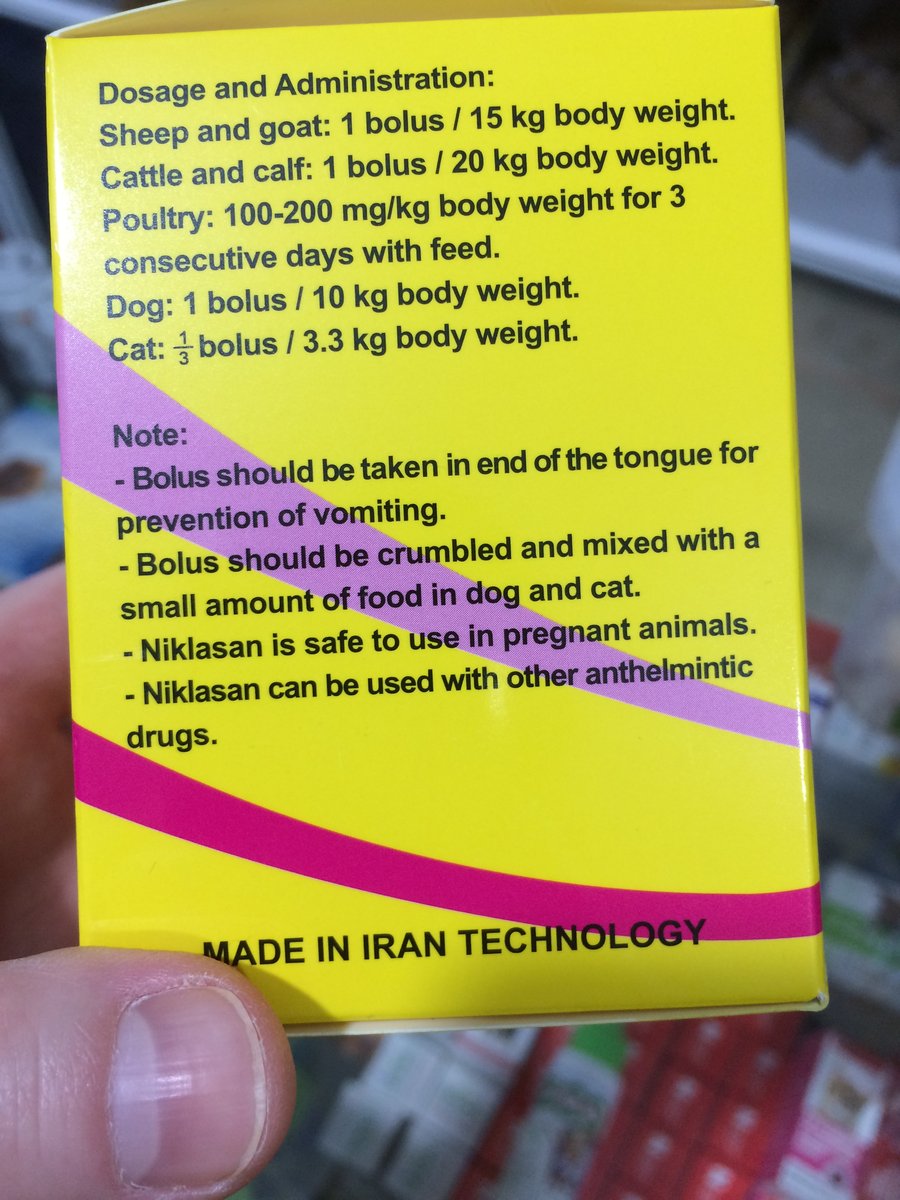 Dosage and Administration:
Sheep and goat: 1 bolus / 15 kg body weight.
Cattle and calf: 1 bolus / 20 kg body weight.
Poultry: 100-200 mg/kg body weight for 3
consecutive days with feed.
Dog: 1 bolus / 10 kg body weight.
Cat: 1/3 bolus / 3.3 kg body weight.
Note:
- Bolus should be taken in end of the tongue for
prevention of vomiting.
- Bolus should be crumbled and mixed with a
small amount of food in dog and cat.
- Niklasan is safe to use in pregnant animals.
- Niklasan can be used with other anthelmintic
drugs.
MADE IN IRAN TECHNOLOGY